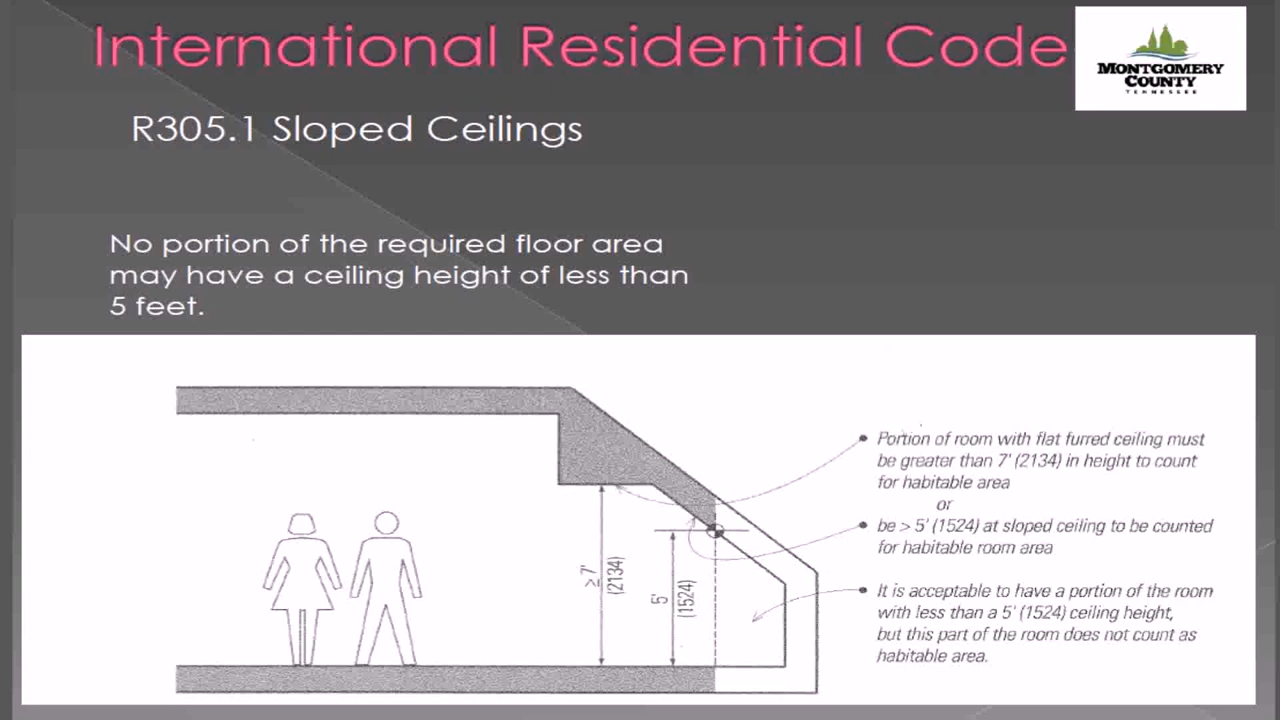 International Residential Code
MONTGOMERY
COUNTY
TENNESSEE
R305.1 Sloped Ceilings
No portion of the required floor area
may have a ceiling height of less than
5 feet.
≥ 7'
(2134)
5'
(1524)
Portion of room with flat furred ceiling must
be greater than 7' (2134) in height to count
for habitable area
or
be > 5' (1524) at sloped ceiling to be counted
for habitable room area
It is acceptable to have a portion of the room
with less than a 5' (1524) ceiling height,
but this part of the room does not count as
habitable area.